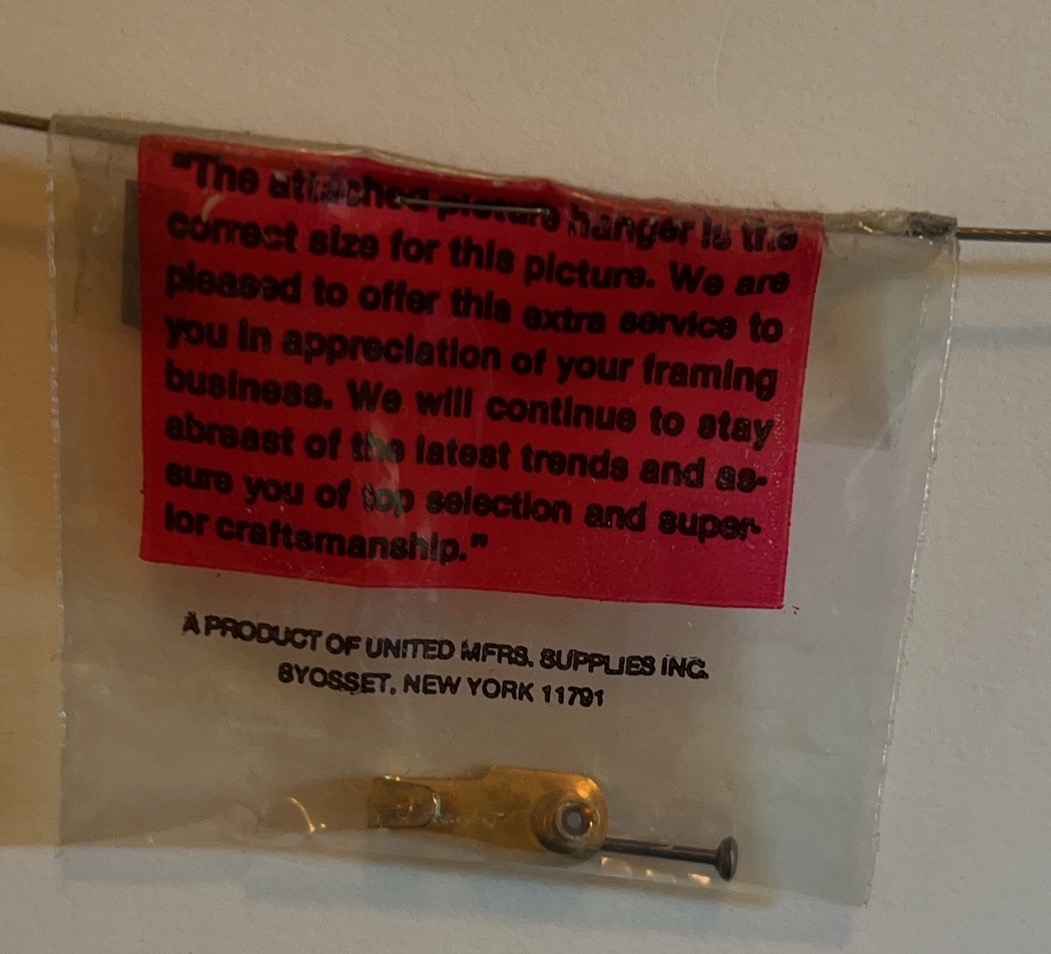 "The attached picture hanger is the
correct size for this picture. We are
pleased to offer this extra service to
you in appreciation of your framing
business. We will continue to stay
abreast of the latest trends and as-
sure you of top selection and super-
ior craftsmanship."
A PRODUCT OF UNITED MFRS. SUPPLIES INC.
SYOSSET, NEW YORK 11791